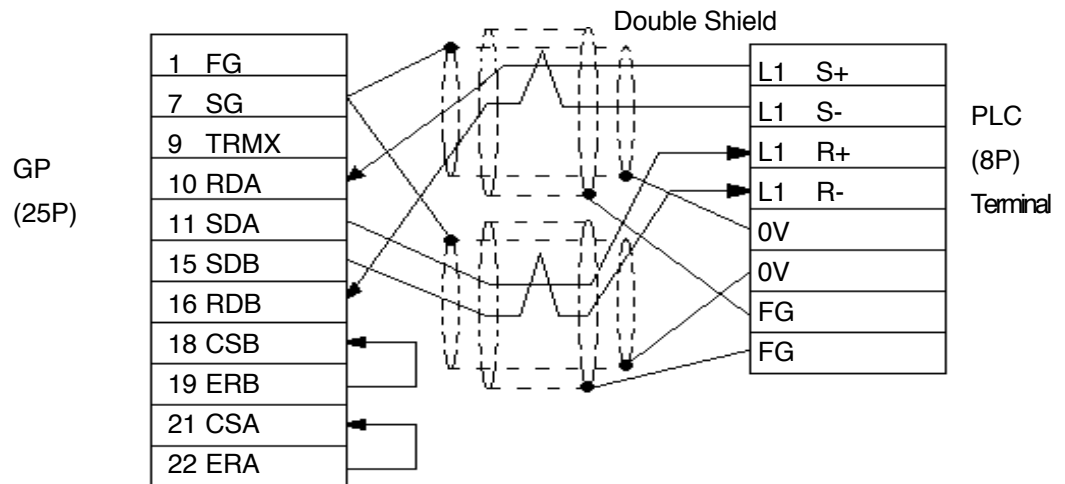 Double Shield
GP
(25P)
1 FG
7 SG
9 TRMX
10 RDA
11 SDA
15 SDB
16 RDB
18 CSB
19 ERB
21 CSA
22 ERA
L1 S+
L1 S-
L1 R+
L1 R-
0V
0V
FG
FG
PLC
(8P)
Terminal